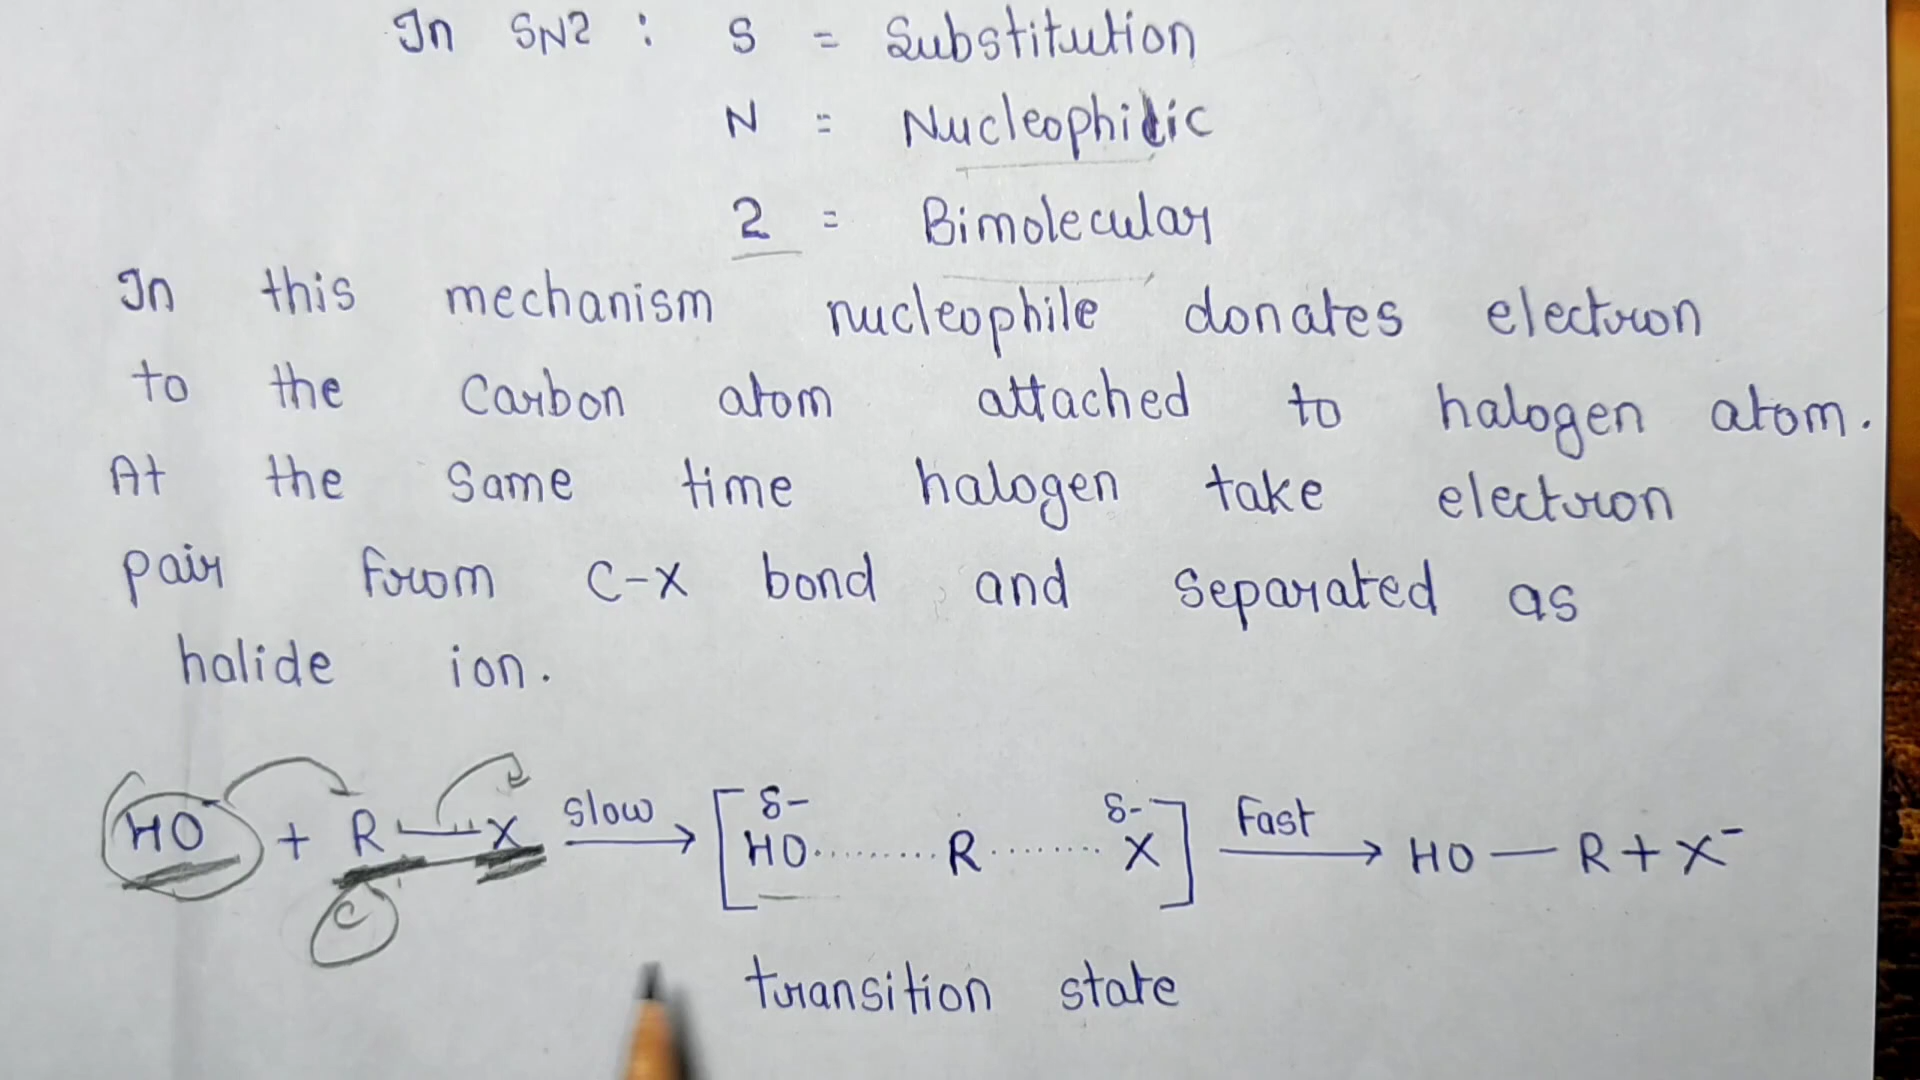 In SN2 : S = Substitution
N = Nucleophilic
2 = Bimolecular
In this mechanism nucleophile donates electron
to the carbon atom attached to halogen atom.
At the same time halogen take electron
pair from C-X bond and separated as
halide ion.
HO⁻ + R — X slow → [HO δ- ........ R ........ X δ-] Fast → HO — R + X⁻
C
transition state